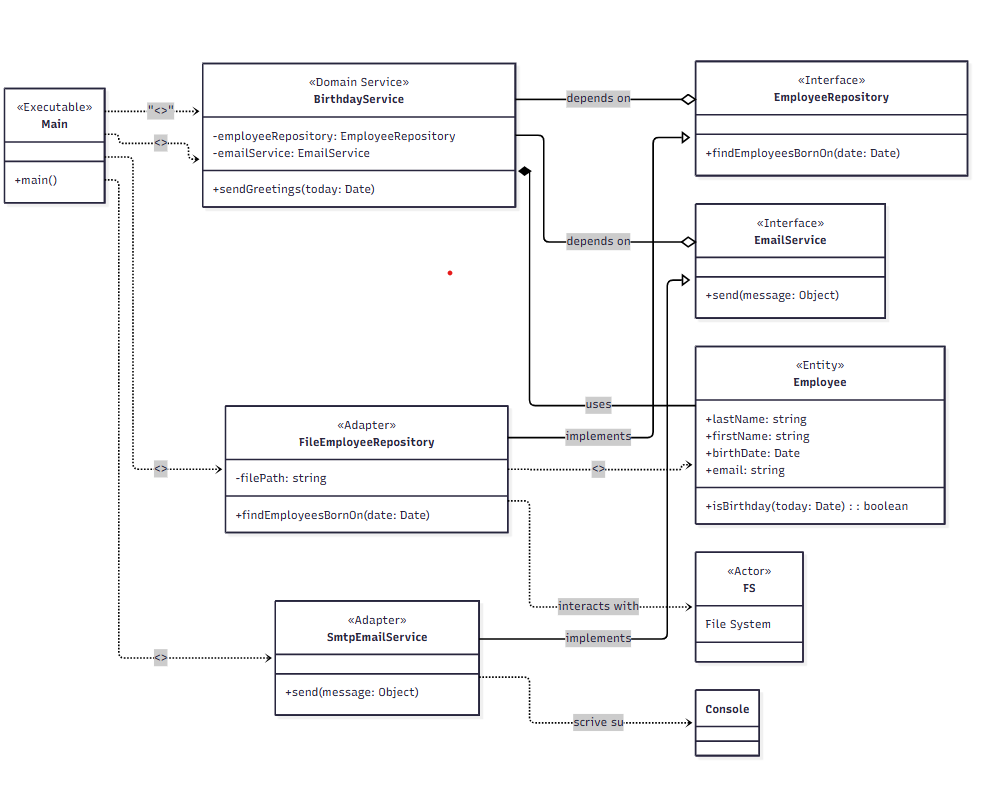 «Executable»
Main
+main()
"<>"
<>
<>
<>
«Domain Service»
BirthdayService
-employeeRepository: EmployeeRepository
-emailService: EmailService
+sendGreetings(today: Date)
depends on
depends on
uses
«Interface»
EmployeeRepository
+findEmployeesBornOn(date: Date)
«Interface»
EmailService
+send(message: Object)
«Entity»
Employee
+lastName: string
+firstName: string
+birthDate: Date
+email: string
+isBirthday(today: Date) : : boolean
«Adapter»
FileEmployeeRepository
-filePath: string
+findEmployeesBornOn(date: Date)
implements
<>
interacts with
«Actor»
FS
File System
«Adapter»
SmtpEmailService
+send(message: Object)
implements
scrive su
Console